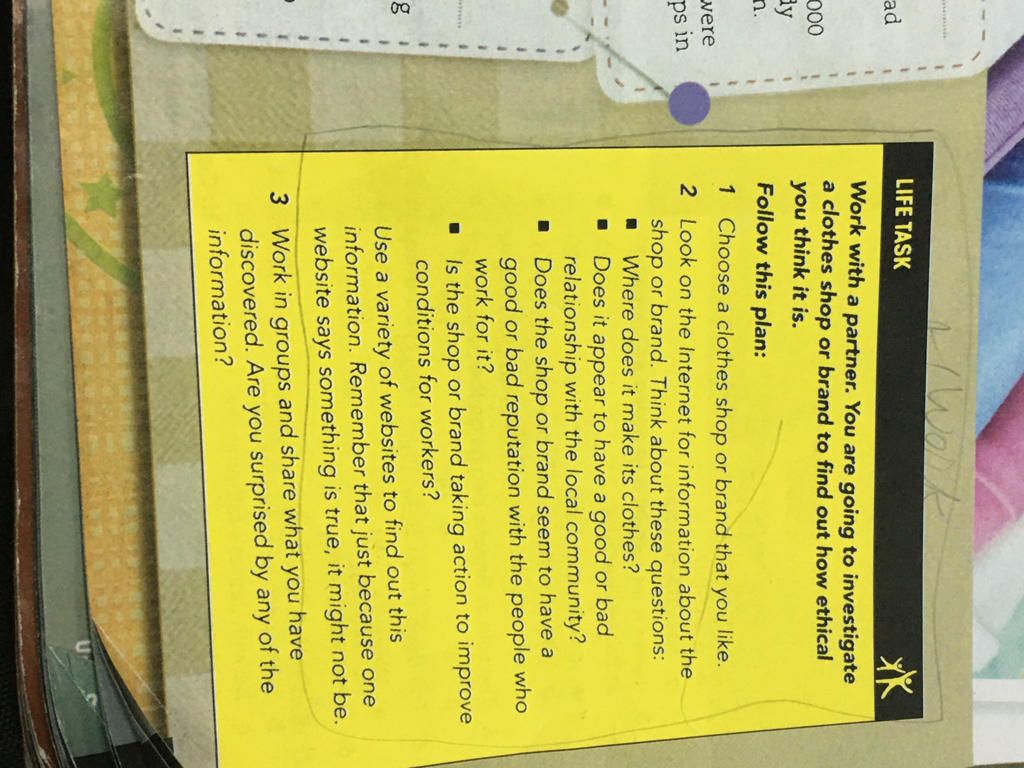 ad
000
dy
n.
were
ps in
g
LIFE TASK
Work with a partner. You are going to investigate
a clothes shop or brand to find out how ethical
you think it is.
Follow this plan:
1 Choose a clothes shop or brand that you like.
2 Look on the Internet for information about the
shop or brand. Think about these questions:
■ Where does it make its clothes?
■ Does it appear to have a good or bad
relationship with the local community?
■ Does the shop or brand seem to have a
good or bad reputation with the people who
work for it?
■ Is the shop or brand taking action to improve
conditions for workers?
Use a variety of websites to find out this
information. Remember that just because one
website says something is true, it might not be.
3 Work in groups and share what you have
discovered. Are you surprised by any of the
information?